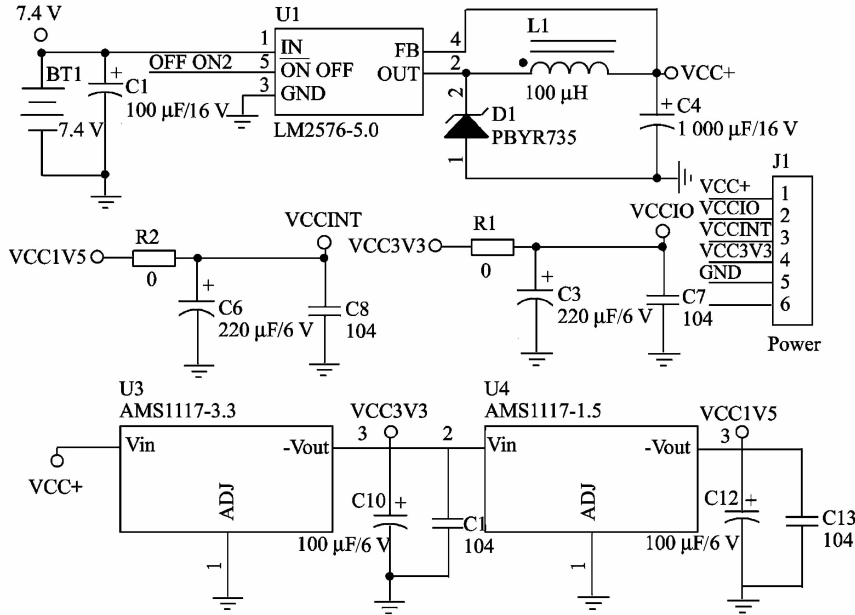 7.4 V
BT1
7.4 V
C1
100 μF/16 V
OFF ON2
U1
1
5
3
IN
ON OFF
GND
FB
OUT
LM2576-5.0
4
2
L1
100 μH
VCC+
2
D1
PBYR735
1
C4
1 000 μF/16 V
J1
VCC+
VCCIO
VCCINT
VCC3V3
GND
1
2
3
4
5
6
Power
VCC1V5
R2
0
VCCINT
C6
220 μF/6 V
C8
104
VCC3V3
R1
0
VCCIO
C3
220 μF/6 V
C7
104
U3
AMS1117-3.3
VCC+
Vin
-Vout
ADJ
1
3
VCC3V3
2
C10
100 μF/6 V
C1
104
U4
AMS1117-1.5
Vin
-Vout
ADJ
1
VCC1V5
3
C12
100 μF/6 V
C13
104